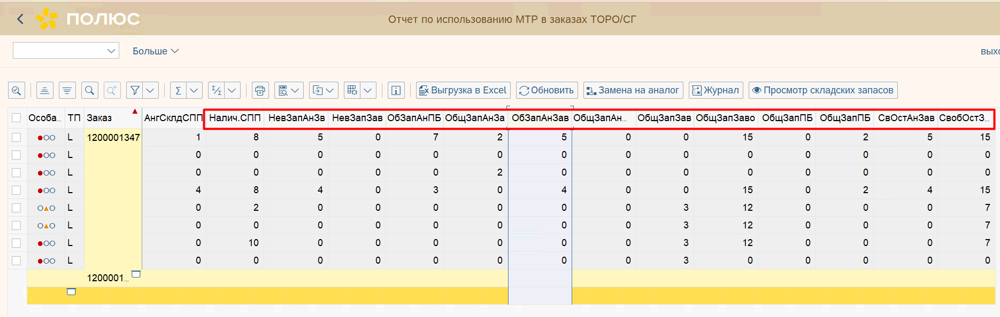 ПОЛЮС
Отчет по использованию МТР в заказах ТОРО/СГ
Больше
выхо
Выгрузка в Excel Обновить Замена на аналог Журнал Просмотр складских запасов
Особа... ТП Заказ АнгСклдСПП Налич.СПП НевЗапАнЗв НевЗапЗав ОбЗапАнПБ ОбщЗапАнЗа ОбЗАпАнЗав ОбщЗапАн... ОбщЗапЗав ОбщЗапЗаво ОбщЗапПБ ОбщЗапПБ СвОстАнЗав СвобОстЗ...
L 1200001347 1 8 5 0 7 2 5 0 0 15 0 2 5 15
L 0 0 0 0 0 0 0 0 0 0 0 0 0 0
L 0 0 0 0 0 2 0 0 0 0 0 0 0 0
L 4 8 4 0 3 0 4 0 0 15 0 2 4 15
L 0 2 0 0 0 0 0 0 3 12 0 0 0 7
L 0 0 0 0 0 0 0 0 3 12 0 0 0 7
L 0 10 0 0 0 0 0 0 3 12 0 0 0 7
L 0 0 0 0 0 0 0 0 3 0 0 0 0 0
1200001...